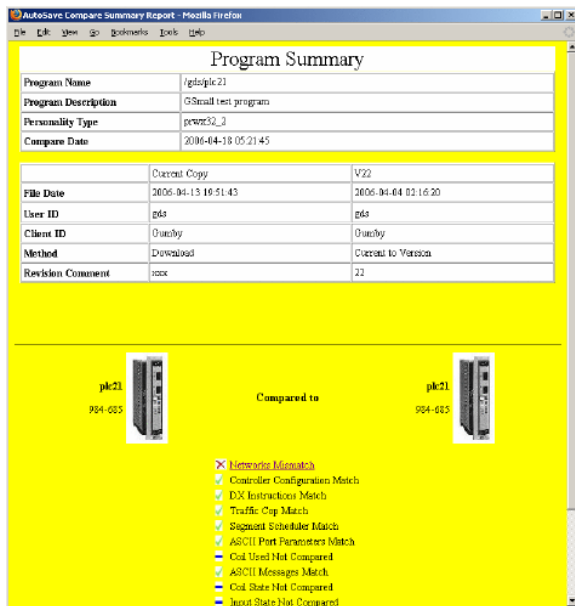 AutoSave Compare Summary Report - Mozilla Firefox
File Edit View Go Bookmarks Tools Help
Program Summary
Program Name /gds/plc21
Program Description GSmall test program
Personality Type prwx32_2
Compare Date 2006-04-18 05:21:45
Current Copy V22
File Date 2006-04-13 19:51:43 2006-04-04 02:16:20
User ID gds gds
Client ID Gumby Gumby
Method Download Current to Version
Revision Comment xxx 22
plc21 Compared to plc21
984-685 984-685
Networks Mismatch
Controller Configuration Match
DX Instructions Match
Traffic Cop Match
Segment Scheduler Match
ASCII Port Parameters Match
Coil Used Not Compared
ASCII Messages Match
Coil State Not Compared
Input State Not Compared